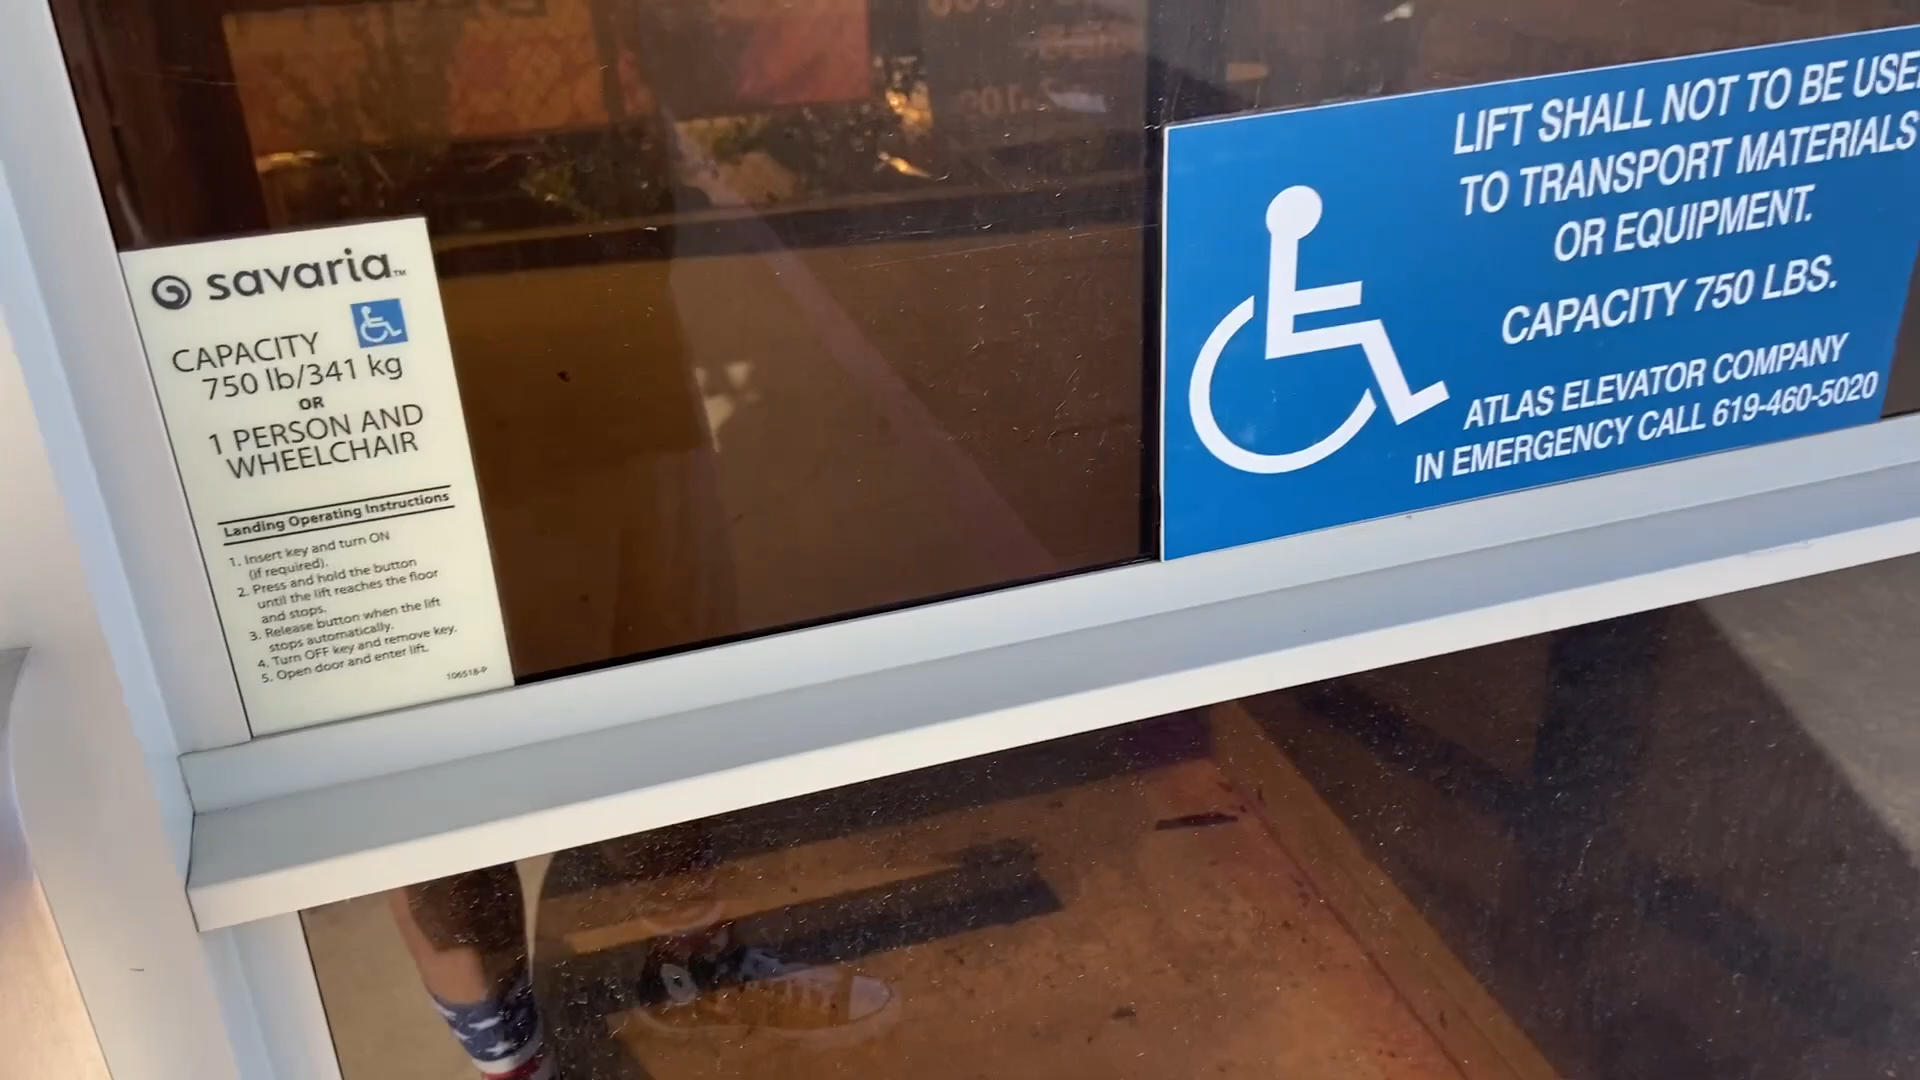 savaria™
CAPACITY
750 lb/341 kg
OR
1 PERSON AND
WHEELCHAIR
Landing Operating Instructions
1. Insert key and turn ON
(if required).
2. Press and hold the button
until the lift reaches the floor
and stops.
3. Release button when the lift
stops automatically.
4. Turn OFF key and remove key.
5. Open door and enter lift.
106518-P
LIFT SHALL NOT TO BE USE
TO TRANSPORT MATERIALS
OR EQUIPMENT.
CAPACITY 750 LBS.
ATLAS ELEVATOR COMPANY
IN EMERGENCY CALL 619-460-5020